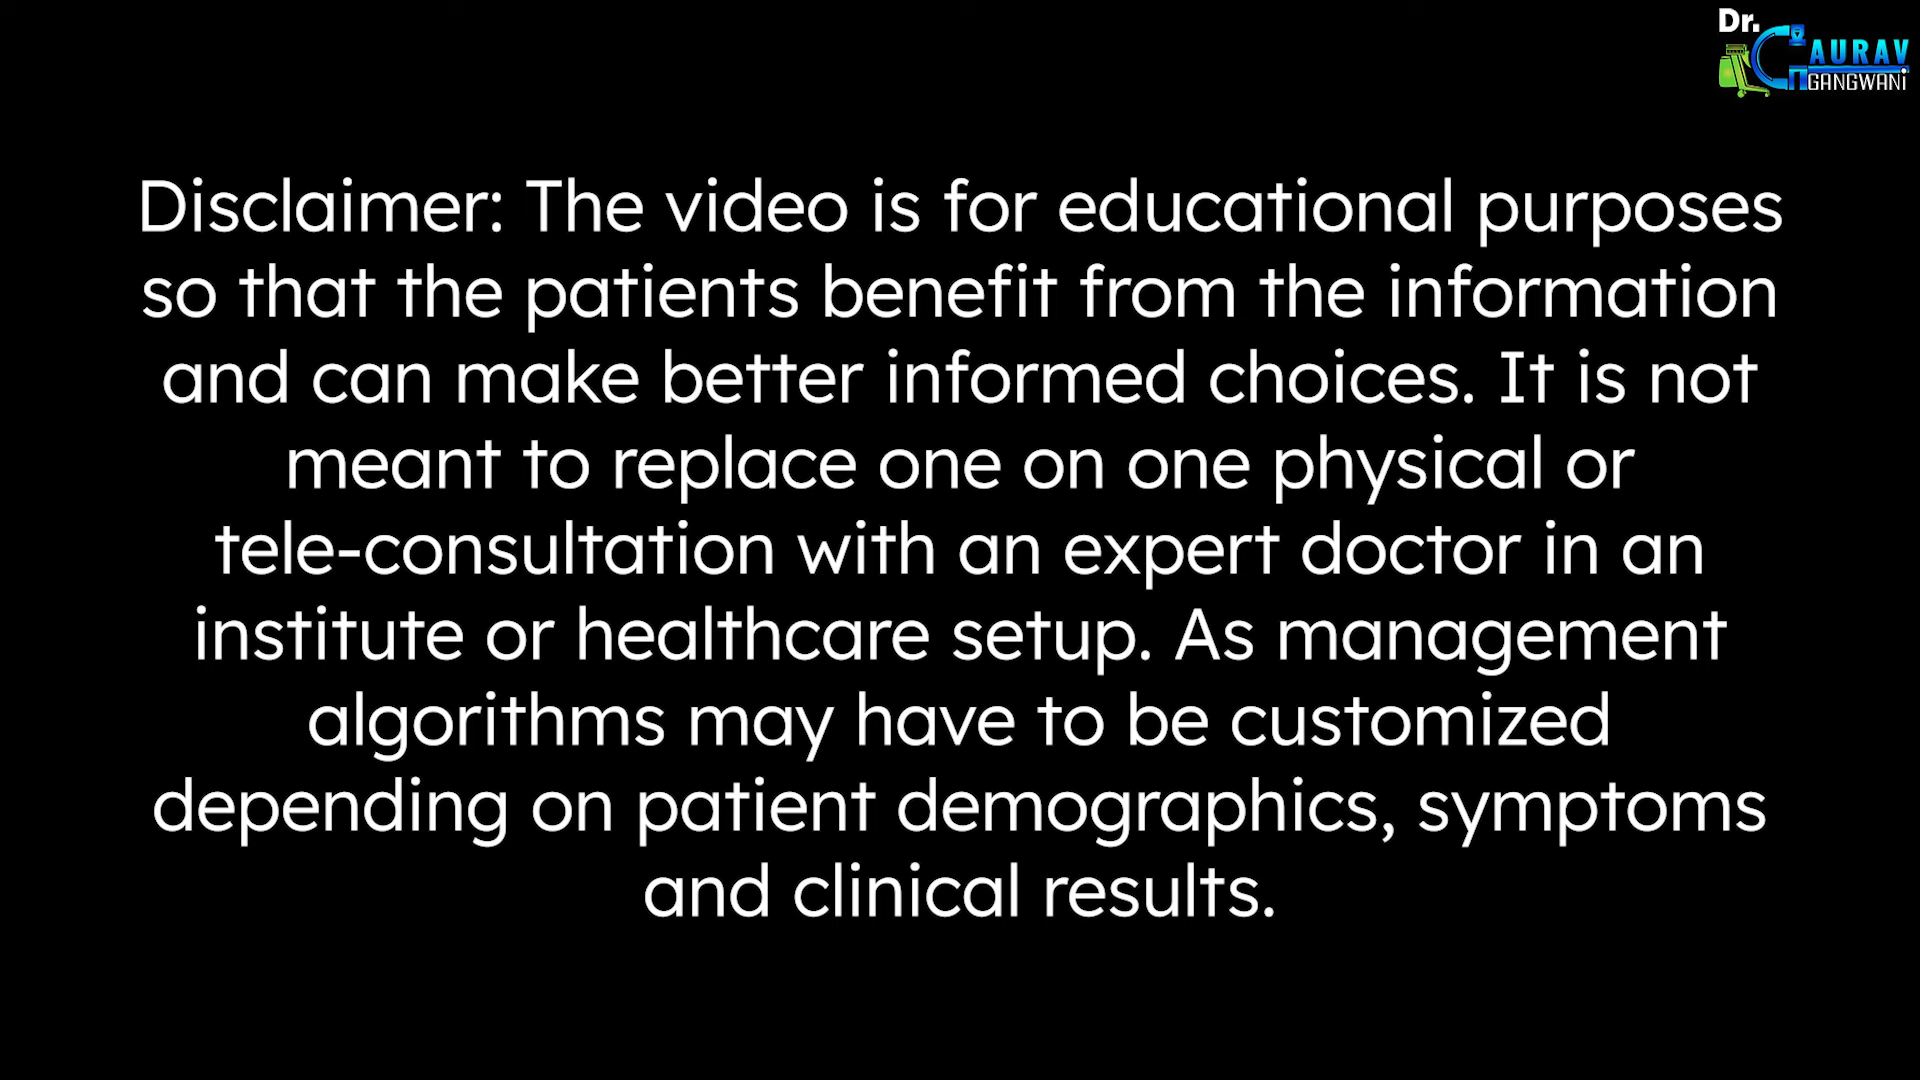 Dr.
GAURAV
GANGWANi
Disclaimer: The video is for educational purposes
so that the patients benefit from the information
and can make better informed choices. It is not
meant to replace one on one physical or
tele-consultation with an expert doctor in an
institute or healthcare setup. As management
algorithms may have to be customized
depending on patient demographics, symptoms
and clinical results.